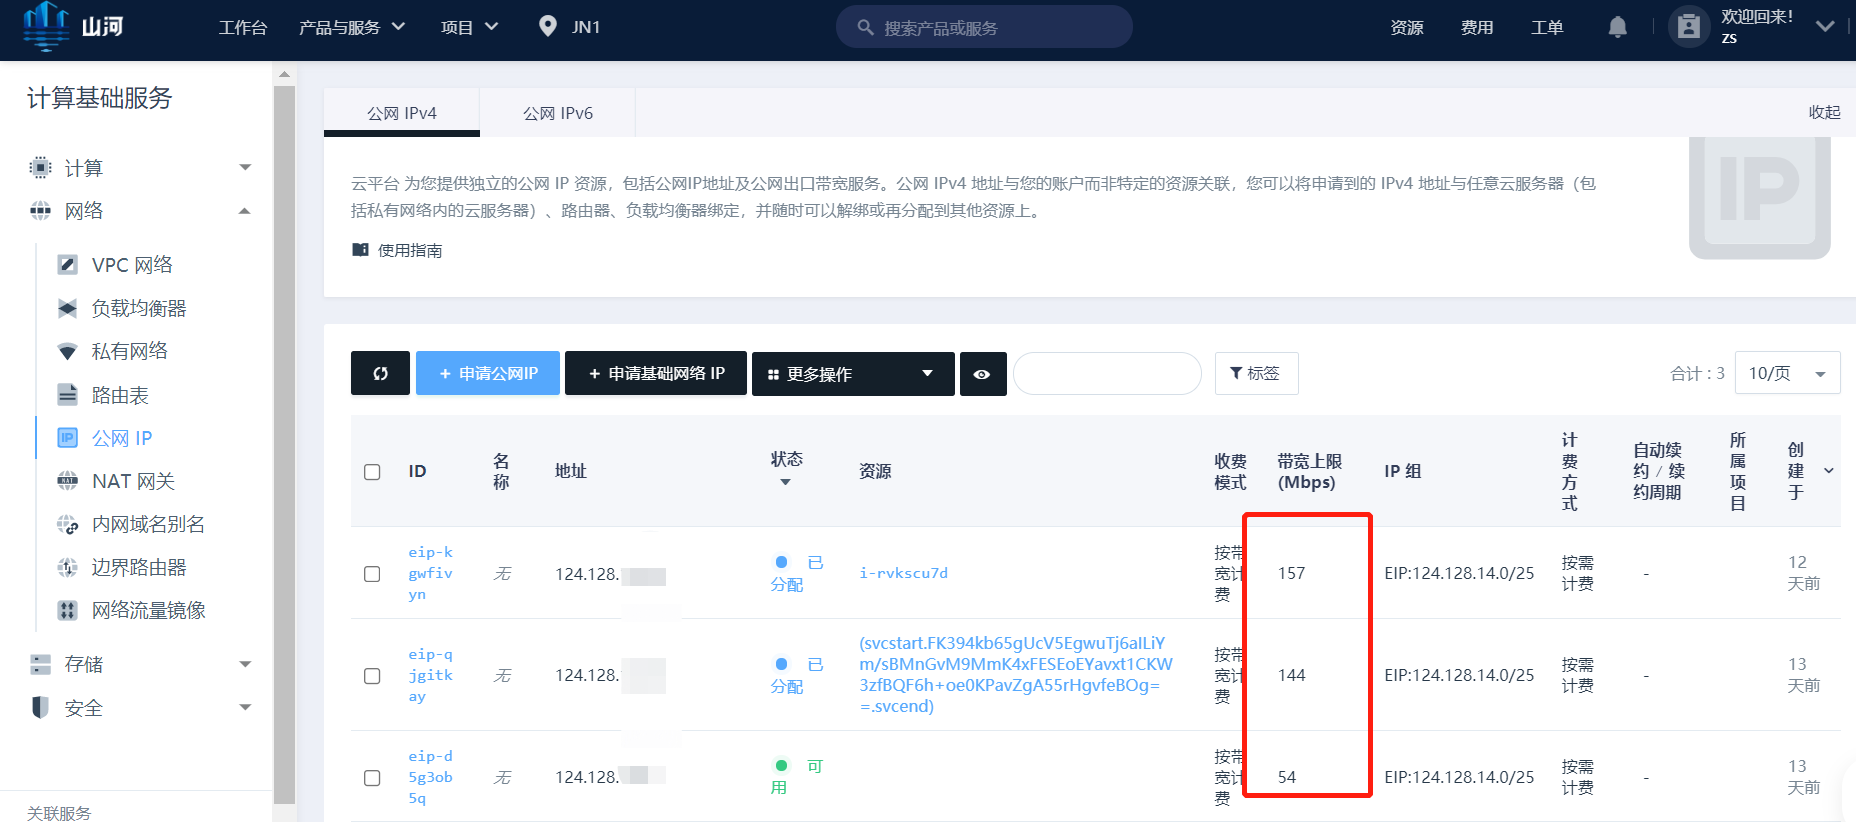 山河 工作台 产品与服务 项目 JN1 搜索产品或服务 资源 费用 工单 欢迎回来！
zs
计算基础服务
计算
网络
VPC 网络
负载均衡器
私有网络
路由表
公网 IP
NAT 网关
内网域名别名
边界路由器
网络流量镜像
存储
安全
关联服务
公网 IPv4 公网 IPv6 收起
云平台 为您提供独立的公网 IP 资源，包括公网IP地址及公网出口带宽服务。公网 IPv4 地址与您的账户而非特定的资源关联，您可以将申请到的 IPv4 地址与任意云服务器（包
括私有网络内的云服务器）、路由器、负载均衡器绑定，并随时可以解绑或再分配到其他资源上。
IP
使用指南
+ 申请公网IP + 申请基础网络 IP 更多操作 标签 合计：3 10/页
ID 名
称 地址 状态 资源 收费
模式 带宽上限
(Mbps) IP 组 计
费
方
式 自动续
约 / 续
约周期 所
属
项
目 创
建
于
eip-k
gwfiv
yn 无 124.128. 已
分配 i-rvkscu7d 按带
宽计
费 157 EIP:124.128.14.0/25 按需
计费 - 12
天前
eip-q
jgitk
ay 无 124.128. 已
分配 (svcstart.FK394kb65gUcV5EgwuTj6aILiY
m/sBMnGvM9MmK4xFESEoEYavxt1CKW
3zfBQF6h+oe0KPavZgA55rHgvfeBOg=
=.svcend) 按带
宽计
费 144 EIP:124.128.14.0/25 按需
计费 - 13
天前
eip-d
5g3ob
5q 无 124.128. 可
用 按带
宽计
费 54 EIP:124.128.14.0/25 按需
计费 - 13
天前